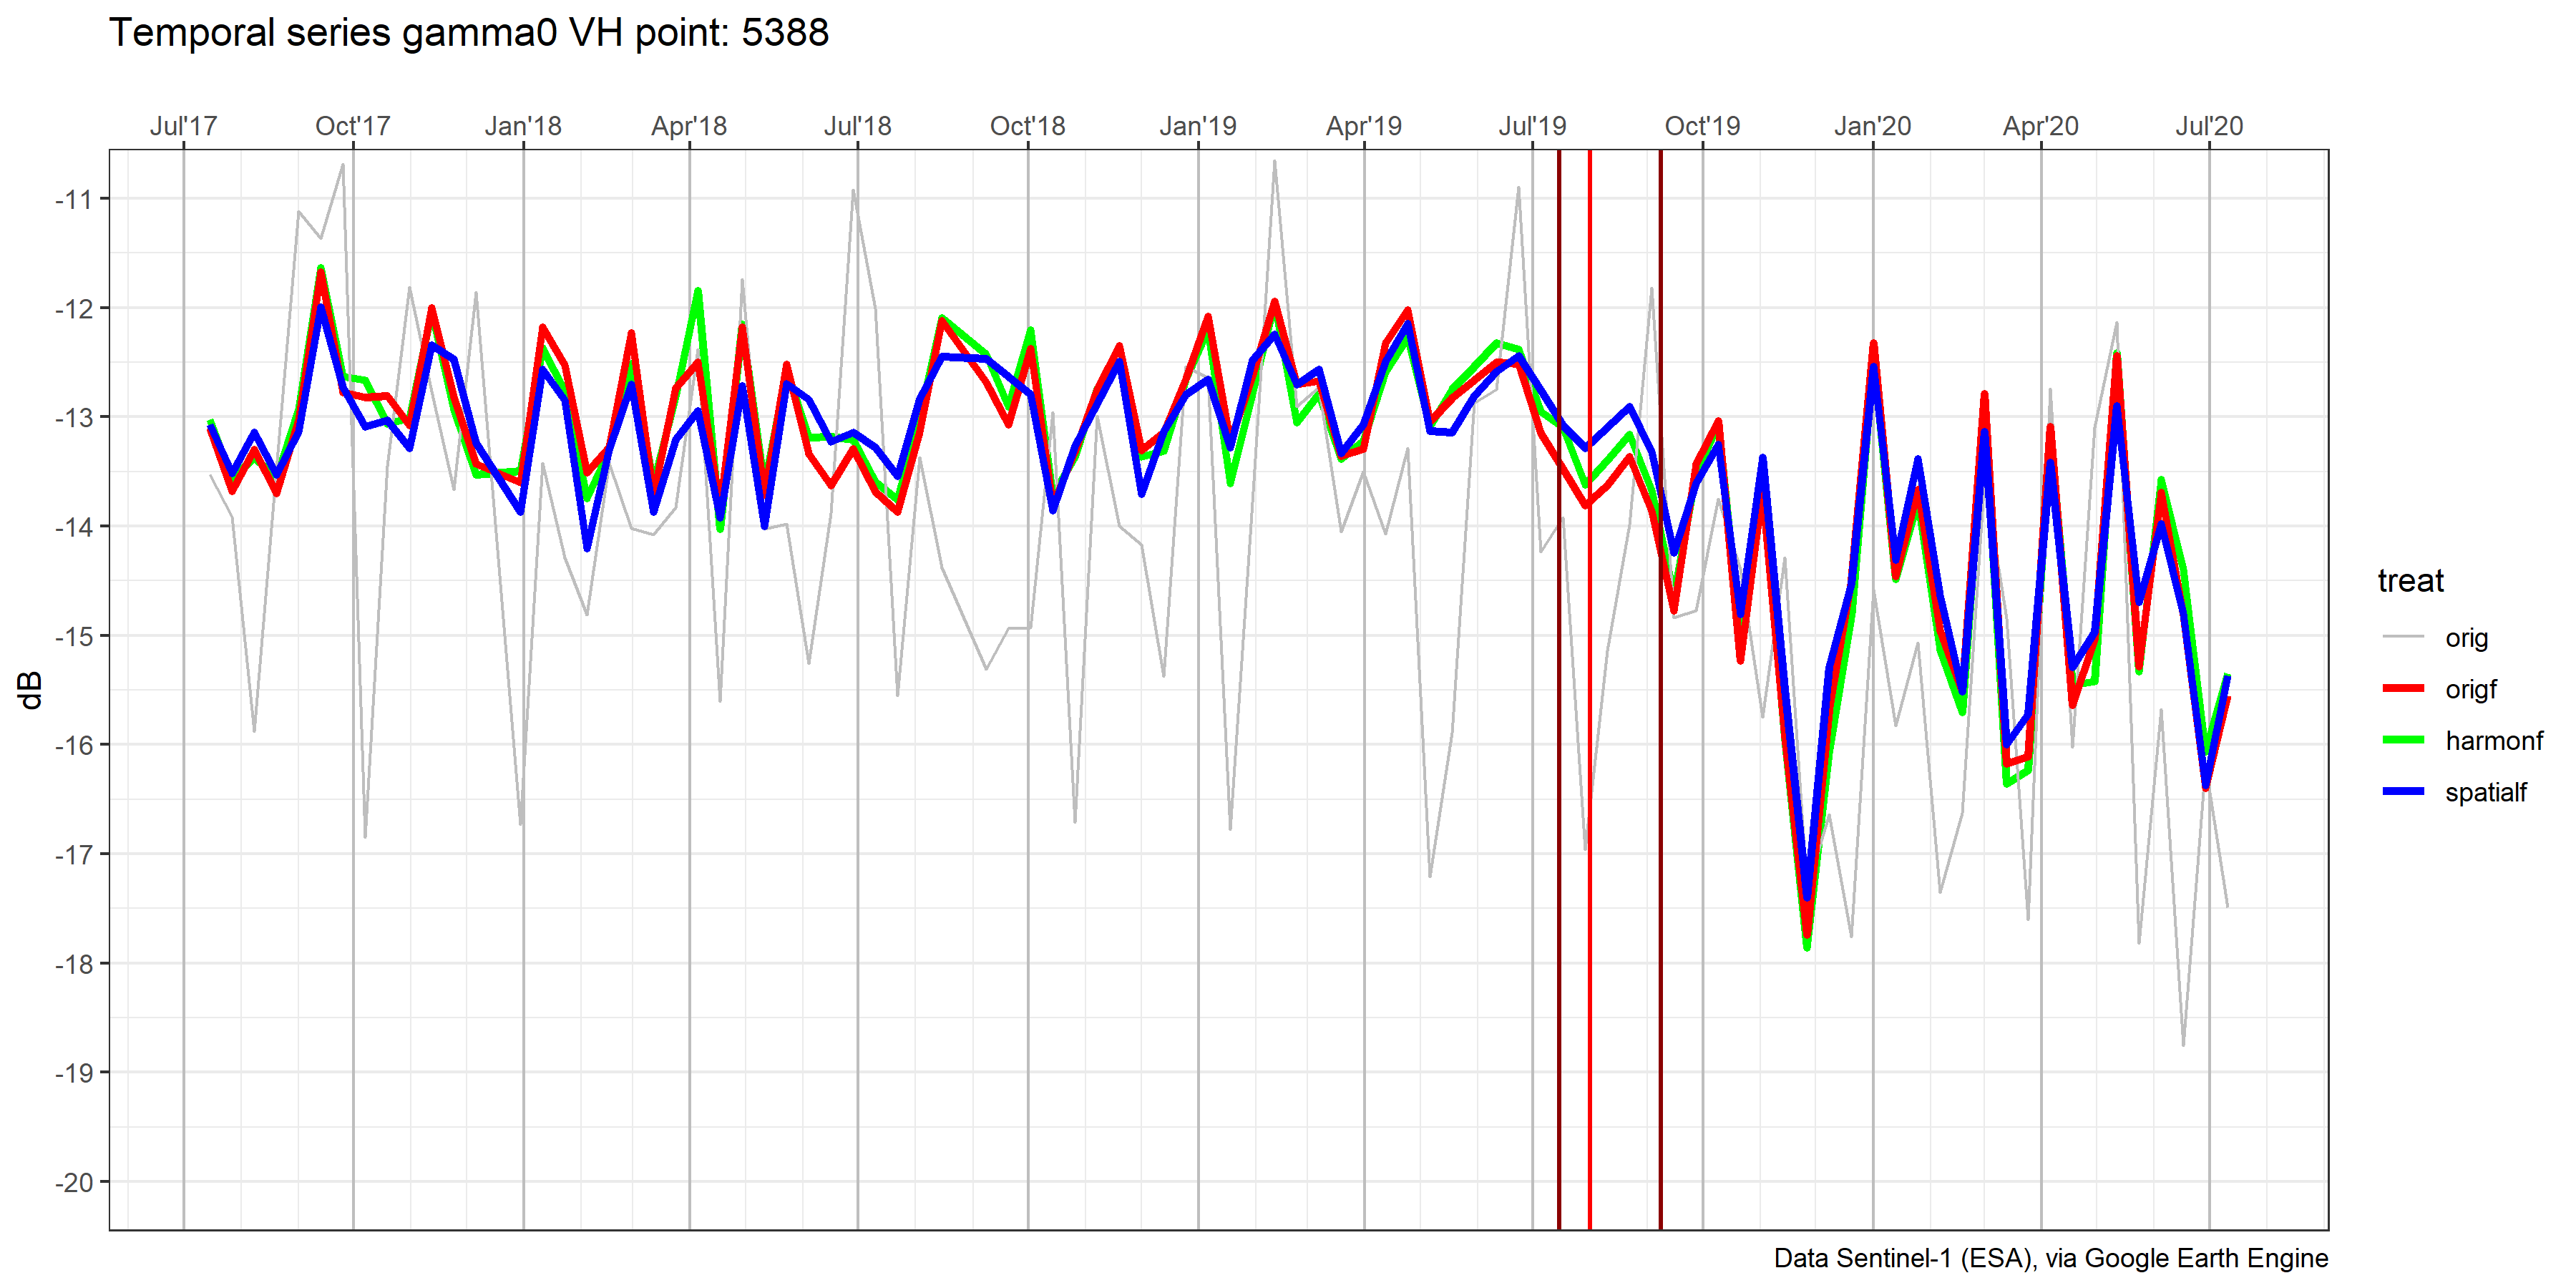 Temporal series gamma0 VH point: 5388
Jul'17 Oct'17 Jan'18 Apr'18 Jul'18 Oct'18 Jan'19 Apr'19 Jul'19 Oct'19 Jan'20 Apr'20 Jul'20
-11
-12
-13
-14
-15
-16
-17
-18
-19
-20
dB
treat
orig
origf
harmonf
spatialf
Data Sentinel-1 (ESA), via Google Earth Engine